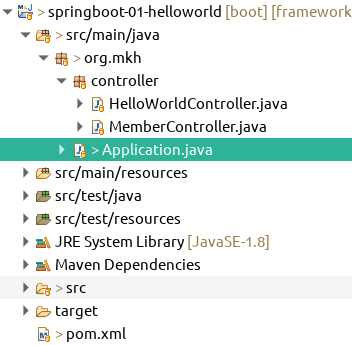 > springboot-01-helloworld [boot] [framework
> src/main/java
> org.mkh
controller
HelloWorldController.java
MemberController.java
> Application.java
src/main/resources
src/test/java
src/test/resources
JRE System Library [JavaSE-1.8]
Maven Dependencies
> src
target
> pom.xml